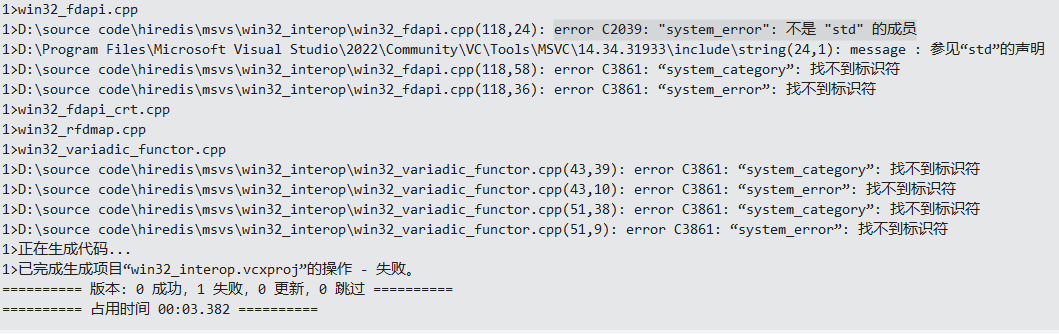 1>win32_fdapi.cpp
1>D:\source code\hiredis\msvs\win32_interop\win32_fdapi.cpp(118,24): error C2039: "system_error": 不是 "std" 的成员
1>D:\Program Files\Microsoft Visual Studio\2022\Community\VC\Tools\MSVC\14.34.31933\include\string(24,1): message : 参见“std”的声明
1>D:\source code\hiredis\msvs\win32_interop\win32_fdapi.cpp(118,58): error C3861: “system_category”: 找不到标识符
1>D:\source code\hiredis\msvs\win32_interop\win32_fdapi.cpp(118,36): error C3861: “system_error”: 找不到标识符
1>win32_fdapi_crt.cpp
1>win32_rfdmap.cpp
1>win32_variadic_functor.cpp
1>D:\source code\hiredis\msvs\win32_interop\win32_variadic_functor.cpp(43,39): error C3861: “system_category”: 找不到标识符
1>D:\source code\hiredis\msvs\win32_interop\win32_variadic_functor.cpp(43,10): error C3861: “system_error”: 找不到标识符
1>D:\source code\hiredis\msvs\win32_interop\win32_variadic_functor.cpp(51,38): error C3861: “system_category”: 找不到标识符
1>D:\source code\hiredis\msvs\win32_interop\win32_variadic_functor.cpp(51,9): error C3861: “system_error”: 找不到标识符
1>正在生成代码...
1>已完成生成项目“win32_interop.vcxproj”的操作 - 失败。
========== 版本: 0 成功，1 失败，0 更新，0 跳过 ==========
========== 占用时间 00:03.382 ==========